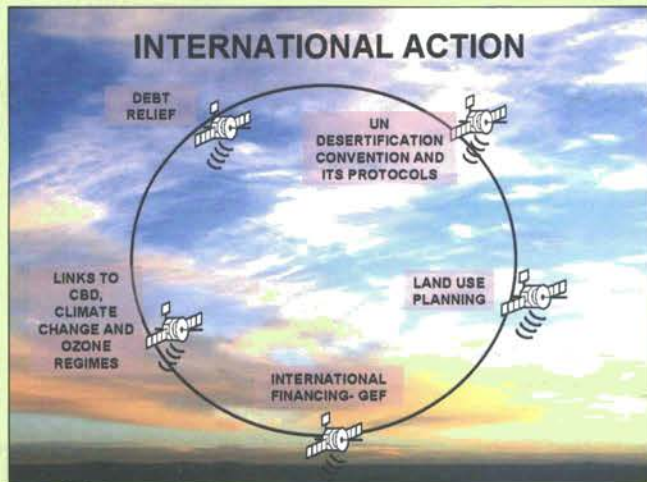 INTERNATIONAL ACTION
DEBT
RELIEF
UN
DESERTIFICATION
CONVENTION AND
ITS PROTOCOLS
LINKS TO
CBD,
CLIMATE
CHANGE AND
OZONE
REGIMES
LAND USE
PLANNING
INTERNATIONAL
FINANCING- GEF